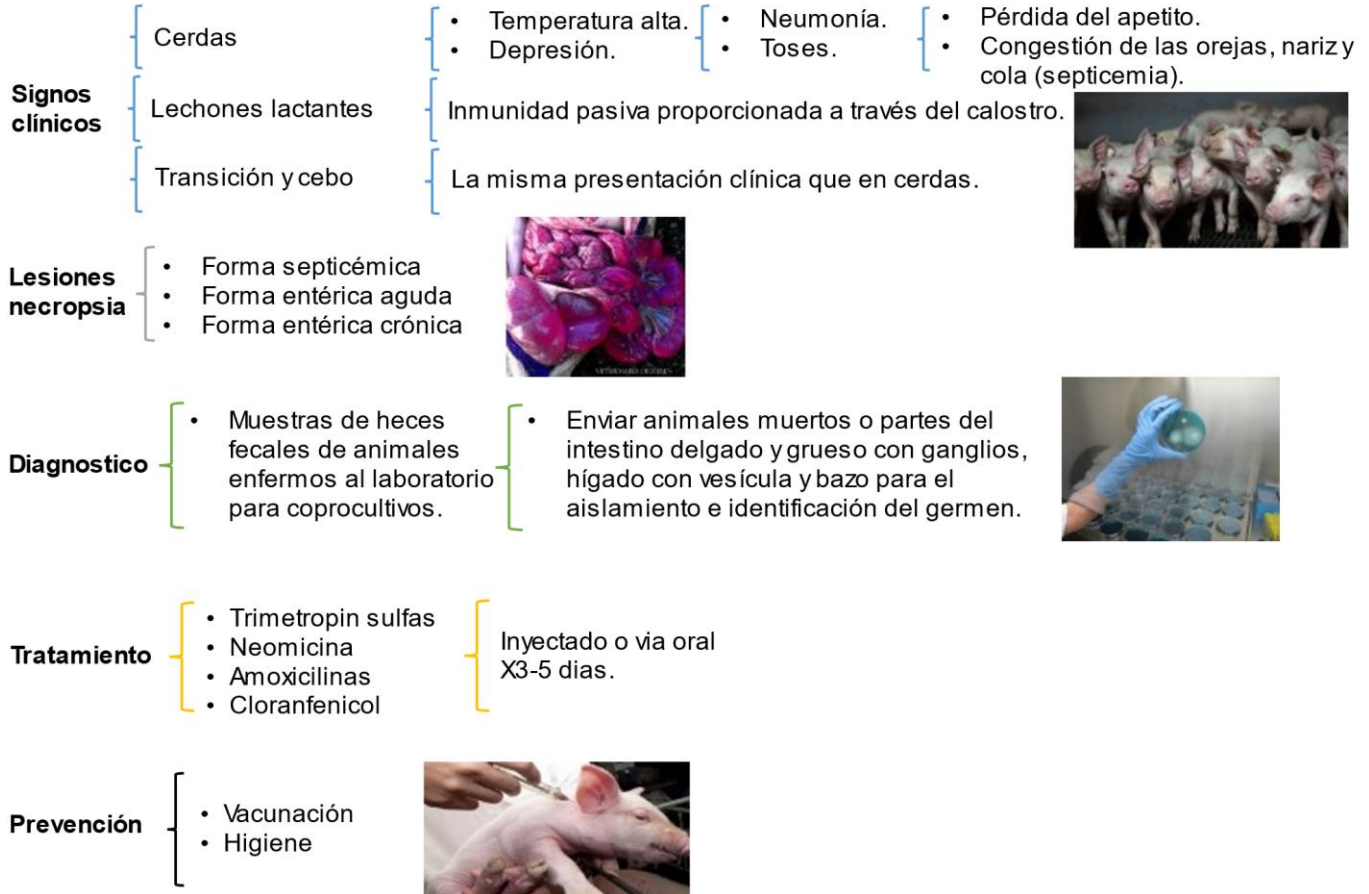 Signos
clínicos
Cerdas
• Temperatura alta.
• Depresión.
• Neumonía.
• Toses.
• Pérdida del apetito.
• Congestión de las orejas, nariz y
cola (septicemia).
Lechones lactantes
Inmunidad pasiva proporcionada a través del calostro.
Transición y cebo
La misma presentación clínica que en cerdas.
Lesiones
necropsia
• Forma septicémica
• Forma entérica aguda
• Forma entérica crónica
VETERINARIA DIGITAL
Diagnostico
• Muestras de heces
fecales de animales
enfermos al laboratorio
para coprocultivos.
• Enviar animales muertos o partes del
intestino delgado y grueso con ganglios,
hígado con vesícula y bazo para el
aislamiento e identificación del germen.
Tratamiento
• Trimetropin sulfas
• Neomicina
• Amoxicilinas
• Cloranfenicol
Inyectado o via oral
X3-5 dias.
Prevención
• Vacunación
• Higiene